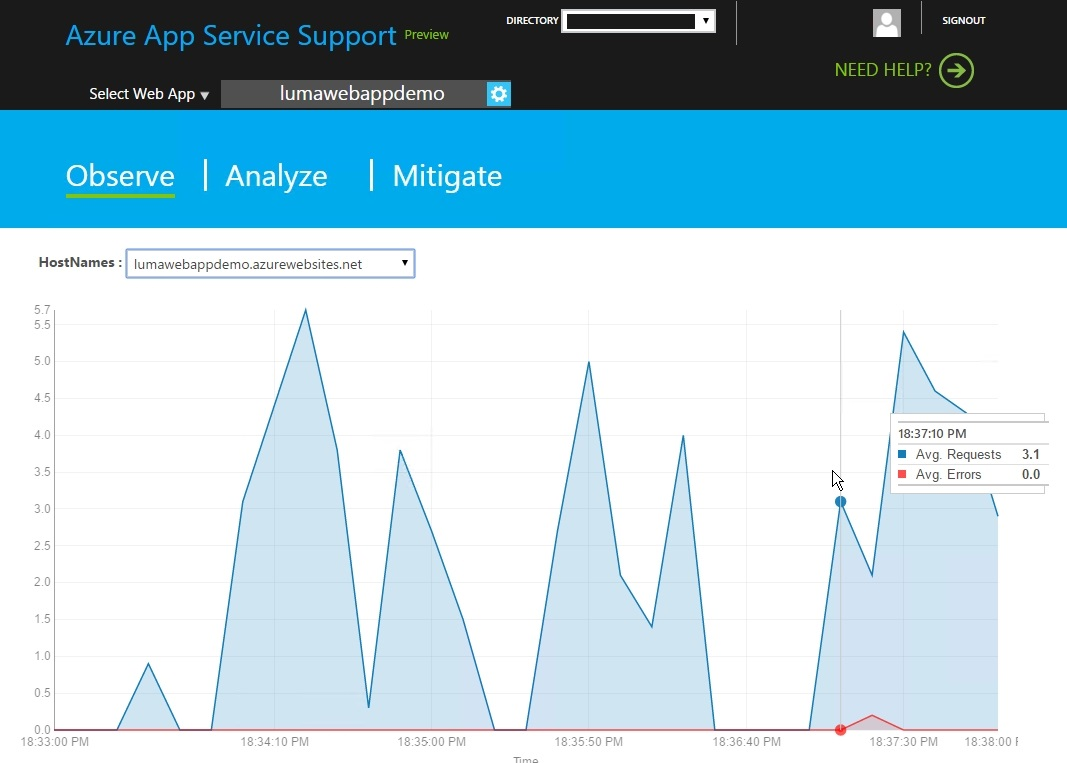 Azure App Service Support Preview
DIRECTORY
SIGNOUT
NEED HELP?
Select Web App
lumawebappdemo
Observe
Analyze
Mitigate
HostNames :
lumawebappdemo.azurewebsites.net
5.7
5.5
5.0
4.5
4.0
3.5
3.0
2.5
2.0
1.5
1.0
0.5
0.0
18:37:10 PM
Avg. Requests 3.1
Avg. Errors 0.0
18:33:00 PM
18:34:10 PM
18:35:00 PM
18:35:50 PM
18:36:40 PM
18:37:30 PM
18:38:00
Time